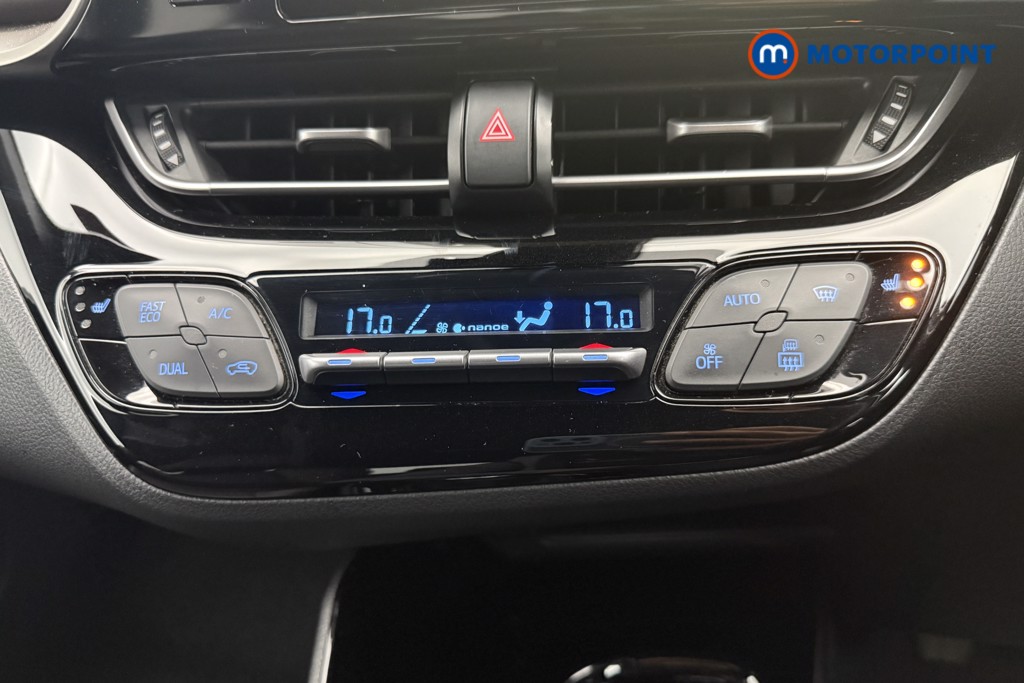 m. MOTORPOINT
FAST
ECO
A/C
DUAL
17.0 nanoe 17.0
AUTO
OFF